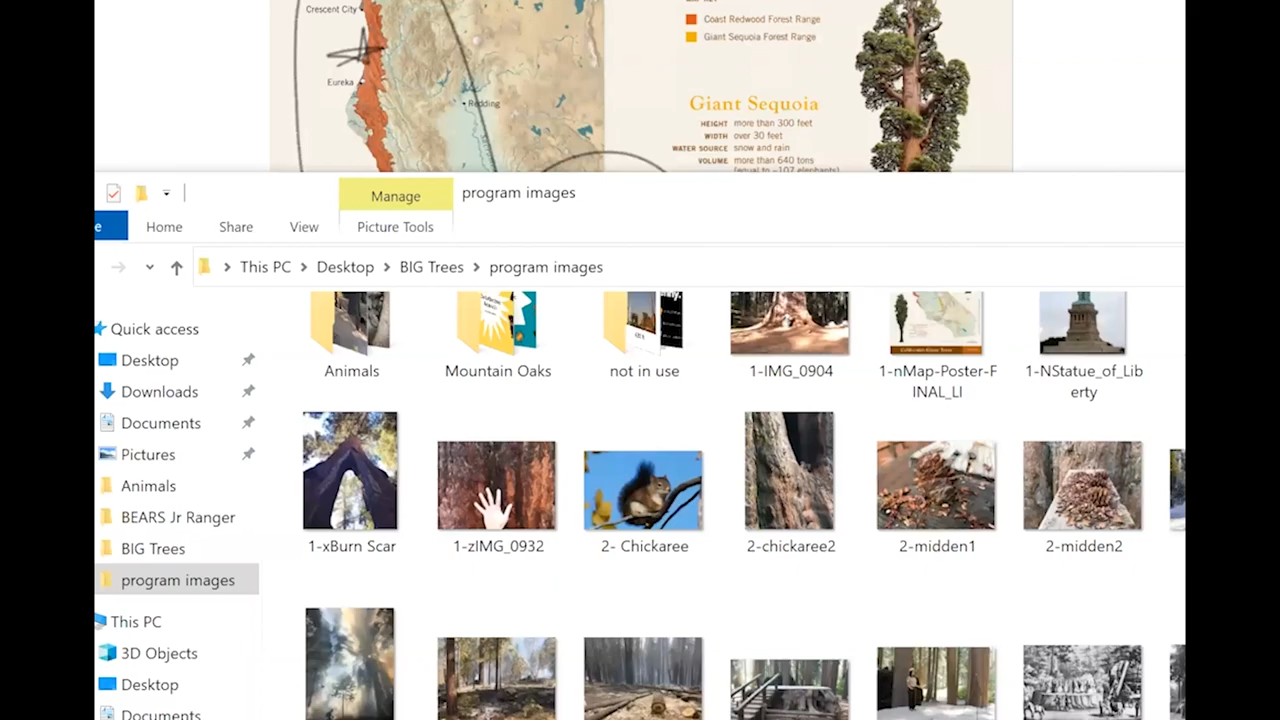 Crescent City
Coast Redwood Forest Range
Giant Sequoia Forest Range
Eureka
Redding
Giant Sequoia
HEIGHT more than 300 feet
WIDTH over 30 feet
WATER SOURCE snow and rain
VOLUME more than 640 tons
(equal to ~107 elephants)
Manage
program images
Home
Share
View
Picture Tools
This PC
Desktop
BIG Trees
program images
Quick access
Desktop
Downloads
Documents
Pictures
Animals
BEARS Jr Ranger
BIG Trees
program images
This PC
3D Objects
Desktop
Documents
Animals
Mountain Oaks
not in use
1-IMG_0904
1-nMap-Poster-F
INAL_LI
1-NStatue_of_Lib
erty
1-xBurn Scar
1-zIMG_0932
2- Chickaree
2-chickaree2
2-midden1
2-midden2